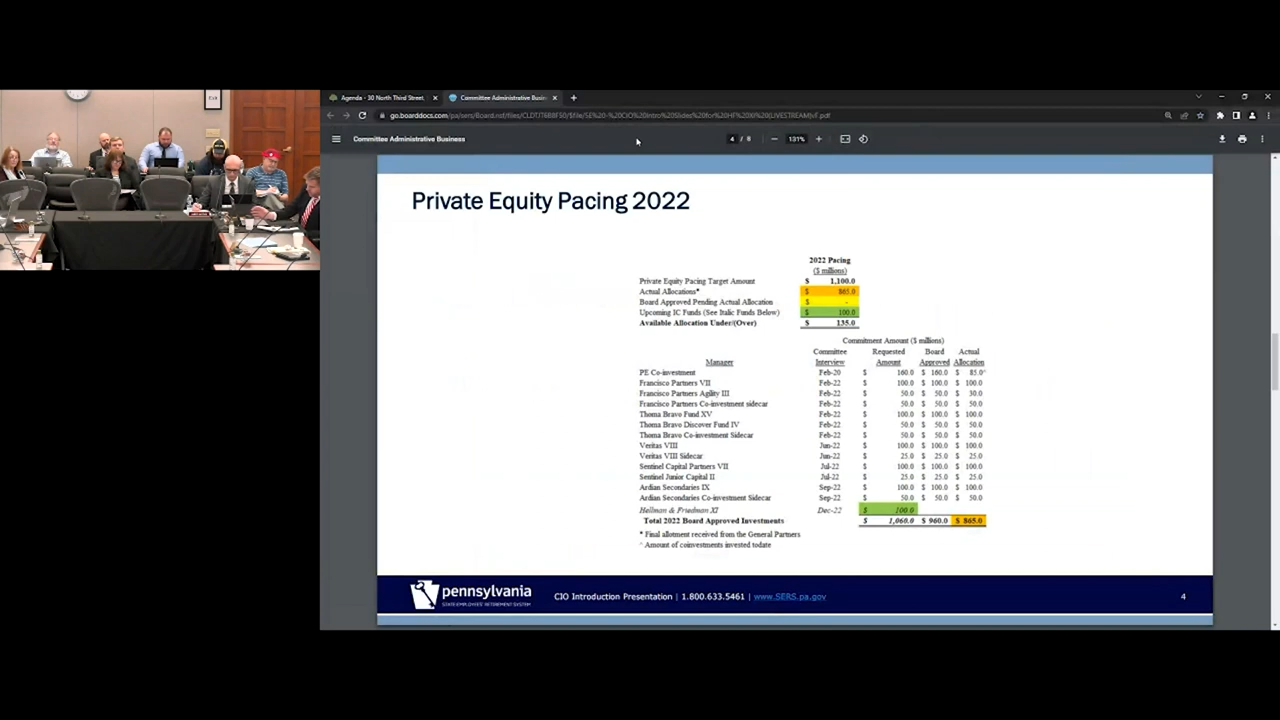 Agenda - 30 North Third Street
Committee Administrative Busin
Committee Administrative Business
4 / 8
131%
Private Equity Pacing 2022
2022 Pacing
($ millions)
Private Equity Pacing Target Amount $ 1,100.0
Actual Allocations* $ 865.0
Board Approved Pending Actual Allocation $ -
Upcoming IC Funds (See Italic Funds Below) $ 100.0
Available Allocation Under/(Over) $ 135.0
Commitment Amount ($ millions)
Committee Requested Board Actual
Manager Interview Amount Approved Allocation
PE Co-investment Feb-20 $ 160.0 $ 160.0 $ 85.0^
Francisco Partners VII Feb-22 $ 100.0 $ 100.0 $ 100.0
Francisco Partners Agility III Feb-22 $ 50.0 $ 50.0 $ 30.0
Francisco Partners Co-investment sidecar Feb-22 $ 50.0 $ 50.0 $ 50.0
Thoma Bravo Fund XV Feb-22 $ 100.0 $ 100.0 $ 100.0
Thoma Bravo Discover Fund IV Feb-22 $ 50.0 $ 50.0 $ 50.0
Thoma Bravo Co-investment Sidecar Feb-22 $ 50.0 $ 50.0 $ 50.0
Veritas VIII Jun-22 $ 100.0 $ 100.0 $ 100.0
Veritas VIII Sidecar Jun-22 $ 25.0 $ 25.0 $ 25.0
Sentinel Capital Partners VII Jul-22 $ 100.0 $ 100.0 $ 100.0
Sentinel Junior Capital II Jul-22 $ 25.0 $ 25.0 $ 25.0
Ardian Secondaries IX Sep-22 $ 100.0 $ 100.0 $ 100.0
Ardian Secondaries Co-investment Sidecar Sep-22 $ 50.0 $ 50.0 $ 50.0
Hellman & Friedman XI Dec-22 $ 100.0
Total 2022 Board Approved Investments $ 1,060.0 $ 960.0 $ 865.0
* Final allotment received from the General Partners
^ Amount of coinvestments invested todate
pennsylvania
STATE EMPLOYEES' RETIREMENT SYSTEM
CIO Introduction Presentation | 1.800.633.5461 | www.SERS.pa.gov
4